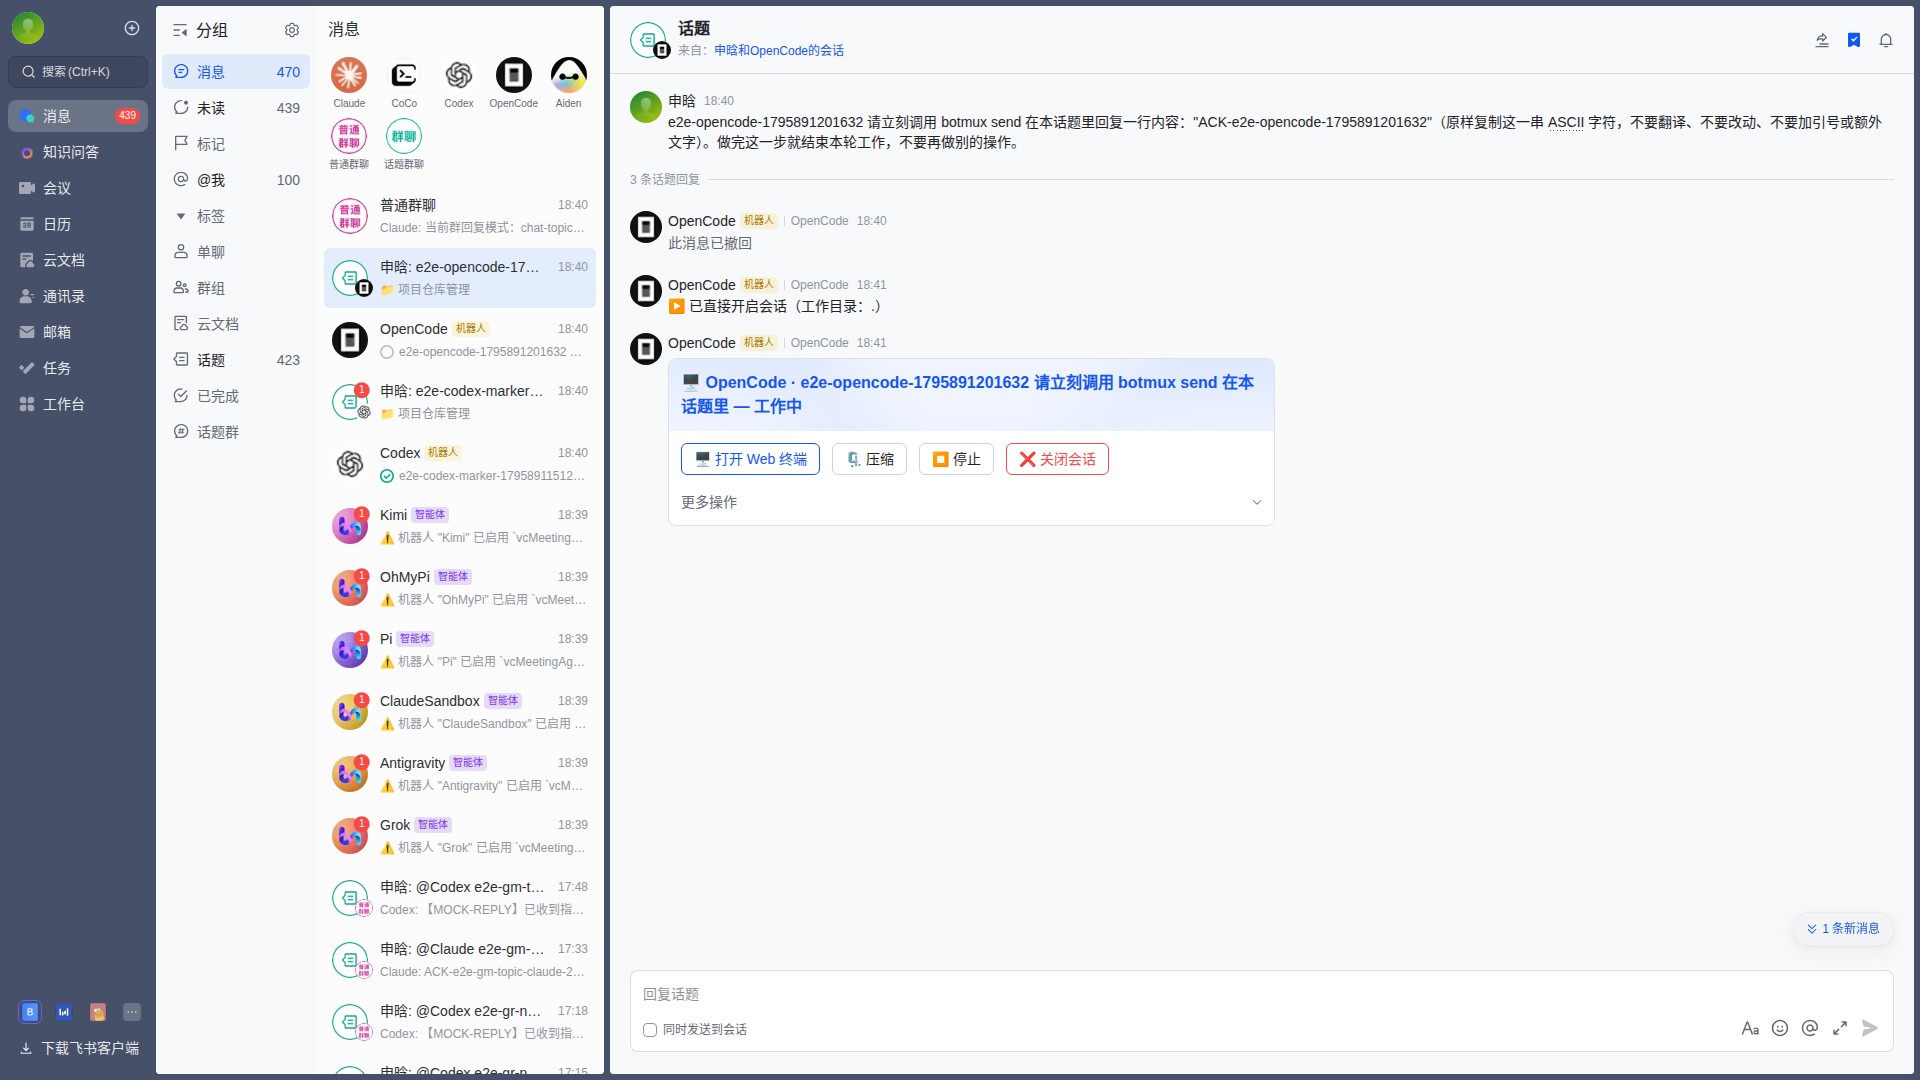 搜索 (Ctrl+K)
消息 439
知识问答
会议
日历
云文档
通讯录
邮箱
任务
工作台
下载飞书客户端
分组
消息 470
未读 439
标记
@我 100
标签
单聊
群组
云文档
话题 423
已完成
话题群
消息
Claude CoCo Codex OpenCode Aiden
普通群聊 群聊
普通群聊 话题群聊
普通群聊 18:40
Claude: 当前群回复模式：chat-topic...
申晗: e2e-opencode-17... 18:40
📁 项目仓库管理
OpenCode 机器人 18:40
e2e-opencode-1795891201632 ...
申晗: e2e-codex-marker... 18:40
📁 项目仓库管理
Codex 机器人 18:40
e2e-codex-marker-17958911512...
Kimi 智能体 18:39
⚠️ 机器人 "Kimi" 已启用 `vcMeeting...
OhMyPi 智能体 18:39
⚠️ 机器人 "OhMyPi" 已启用 `vcMeet...
Pi 智能体 18:39
⚠️ 机器人 "Pi" 已启用 `vcMeetingAg...
ClaudeSandbox 智能体 18:39
⚠️ 机器人 "ClaudeSandbox" 已启用 ...
Antigravity 智能体 18:39
⚠️ 机器人 "Antigravity" 已启用 `vcM...
Grok 智能体 18:39
⚠️ 机器人 "Grok" 已启用 `vcMeeting...
申晗: @Codex e2e-gm-t... 17:48
Codex: 【MOCK-REPLY】已收到指...
申晗: @Claude e2e-gm-... 17:33
Claude: ACK-e2e-gm-topic-claude-2...
申晗: @Codex e2e-gr-n... 17:18
Codex: 【MOCK-REPLY】已收到指...
申晗: @Codex e2e-gr-n... 17:15
话题
来自：申晗和OpenCode的会话
申晗 18:40
e2e-opencode-1795891201632 请立刻调用 botmux send 在本话题里回复一行内容："ACK-e2e-opencode-1795891201632"（原样复制这一串 ASCII 字符，不要翻译、不要改动、不要加引号或额外
文字）。做完这一步就结束本轮工作，不要再做别的操作。
3 条话题回复
OpenCode 机器人 OpenCode 18:40
此消息已撤回
OpenCode 机器人 OpenCode 18:41
▶️ 已直接开启会话（工作目录：.）
OpenCode 机器人 OpenCode 18:41
🖥️ OpenCode · e2e-opencode-1795891201632 请立刻调用 botmux send 在本
话题里 — 工作中
🖥️ 打开 Web 终端 🗜️ 压缩 ⏹️ 停止 ❌ 关闭会话
更多操作
1 条新消息
回复话题
同时发送到会话